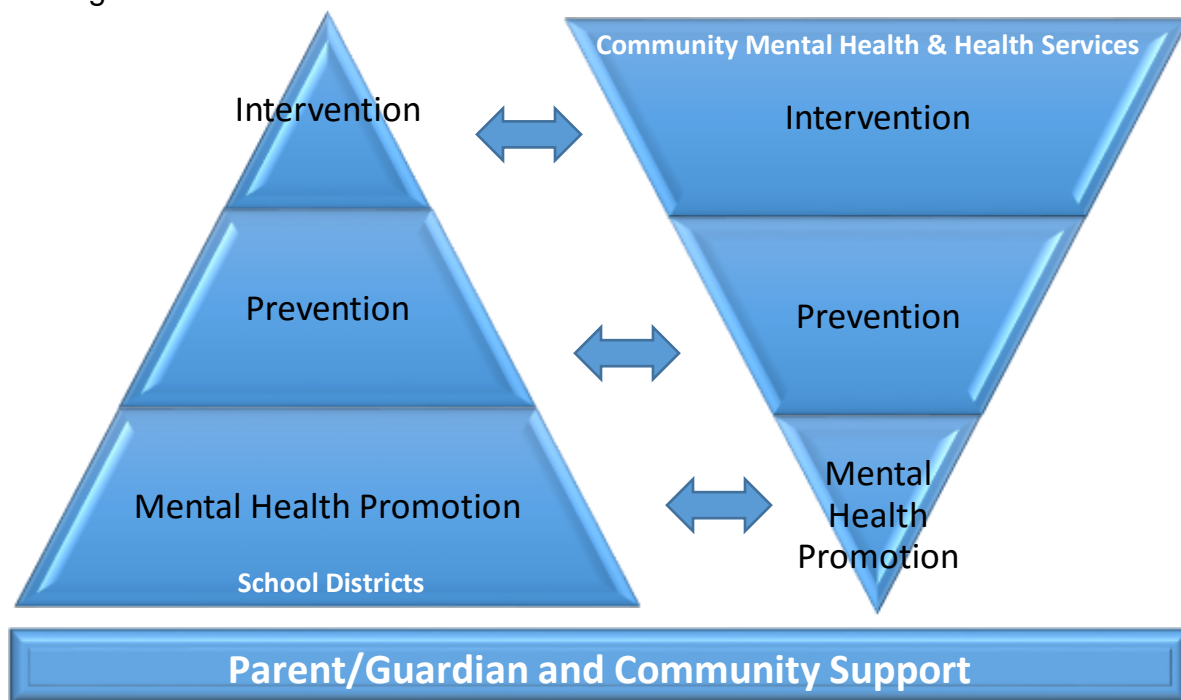 Community Mental Health & Health Services
Intervention
Intervention
Prevention
Prevention
Mental Health Promotion
Mental
Health
Promotion
School Districts
Parent/Guardian and Community Support